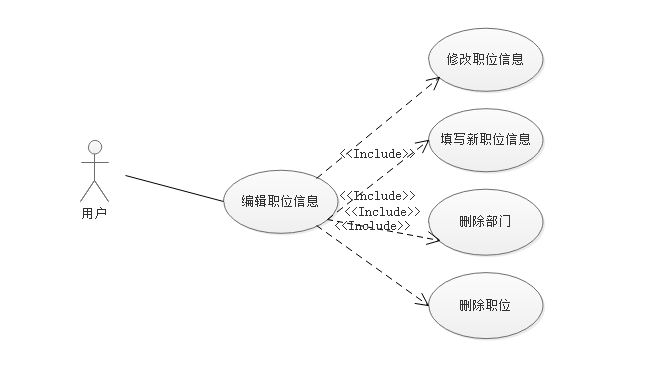 修改职位信息
<<Include>>
填写新职位信息
用户
编辑职位信息
<<Include>>
<<Include>>
<<Include>>
删除部门
删除职位